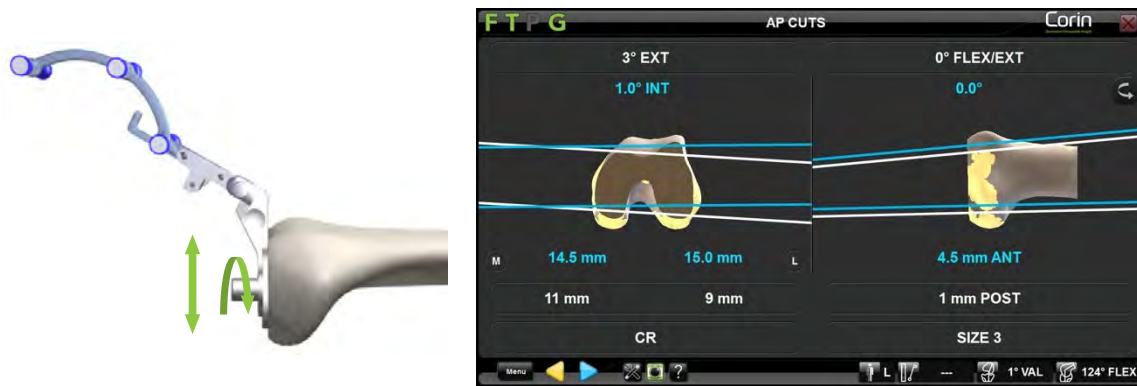 F T P G AP CUTS Corin
3° EXT 0° FLEX/EXT
1.0° INT 0.0°
M 14.5 mm 15.0 mm L 4.5 mm ANT
11 mm 9 mm 1 mm POST
CR SIZE 3
Menu ? L --- 1° VAL 124° FLEX